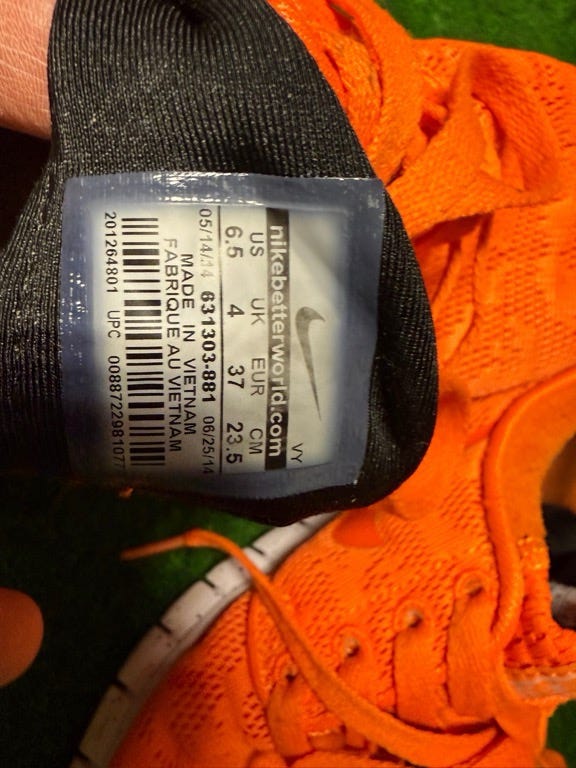 VY
nikebetterworld.com
US UK EUR CM
6.5 4 37 23.5
05/14/14 631303-881 06/25/14
MADE IN VIETNAM
FABRIQUE AU VIETNAM
201264801 UPC 0088722981077